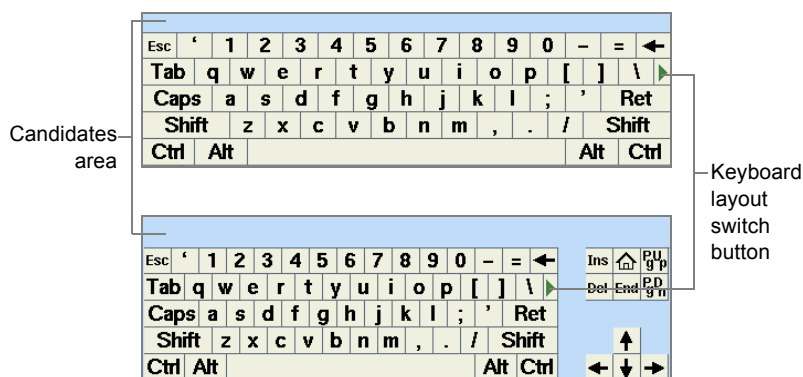 Esc ‘ 1 2 3 4 5 6 7 8 9 0 - = ←
Tab q w e r t y u i o p [ ] \
Caps a s d f g h j k l ; ’ Ret
Shift z x c v b n m , . / Shift
Ctrl Alt Alt Ctrl
Candidates
area
Keyboard
layout
switch
button
Esc ‘ 1 2 3 4 5 6 7 8 9 0 - = ← Ins PgUp
Tab q w e r t y u i o p [ ] \ Del End PgDn
Caps a s d f g h j k l ; ’ Ret
Shift z x c v b n m , . / Shift ↑
Ctrl Alt Alt Ctrl ← ↓ →